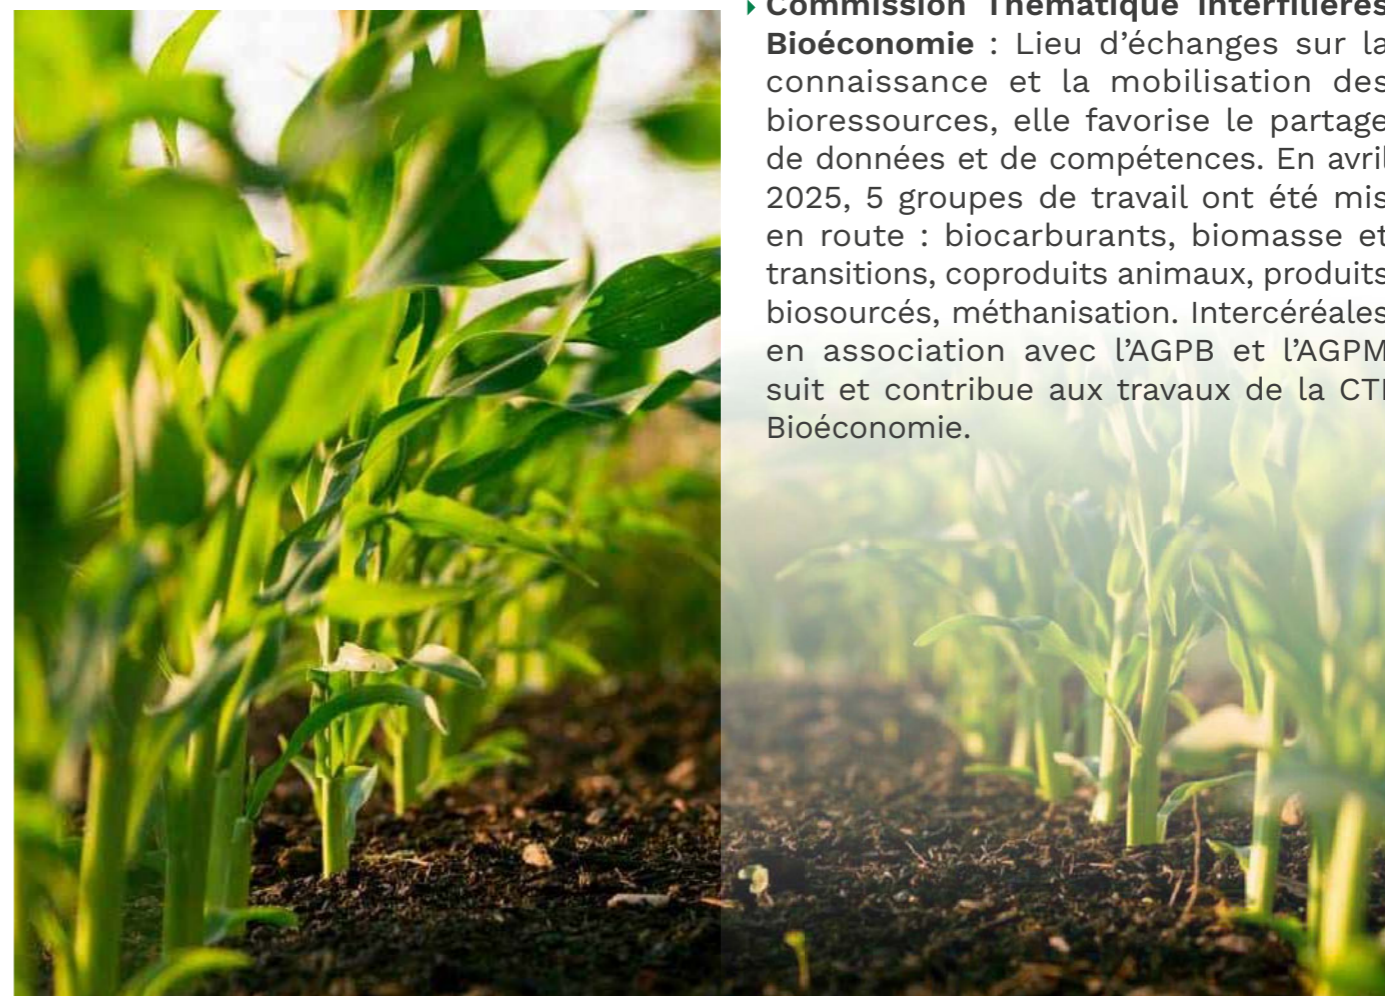 Commission Thématique Interfilières
Bioéconomie : Lieu d’échanges sur la
connaissance et la mobilisation des
bioressources, elle favorise le partage
de données et de compétences. En avril
2025, 5 groupes de travail ont été mis
en route : biocarburants, biomasse et
transitions, coproduits animaux, produits
biosourcés, méthanisation. Intercéréales
en association avec l’AGPB et l’AGPM
suit et contribue aux travaux de la CTI
Bioéconomie.